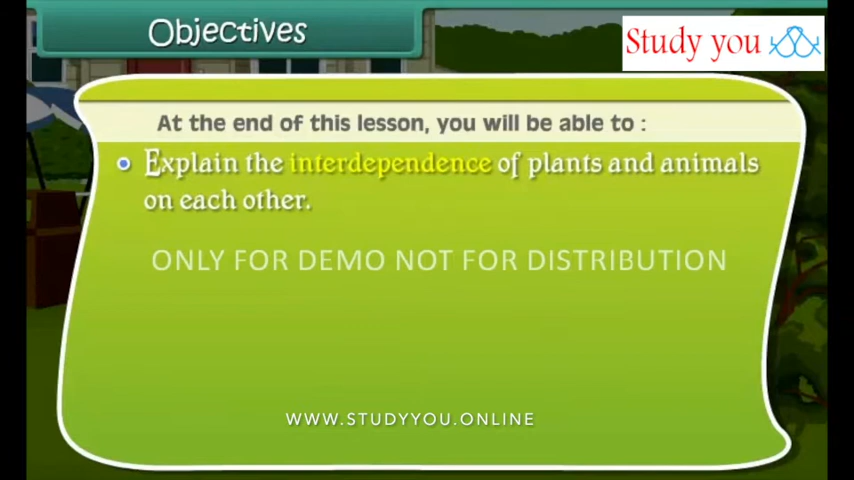 Objectives
Study you
At the end of this lesson, you will be able to :
Explain the interdependence of plants and animals
on each other.
ONLY FOR DEMO NOT FOR DISTRIBUTION
WWW.STUDYYOU.ONLINE